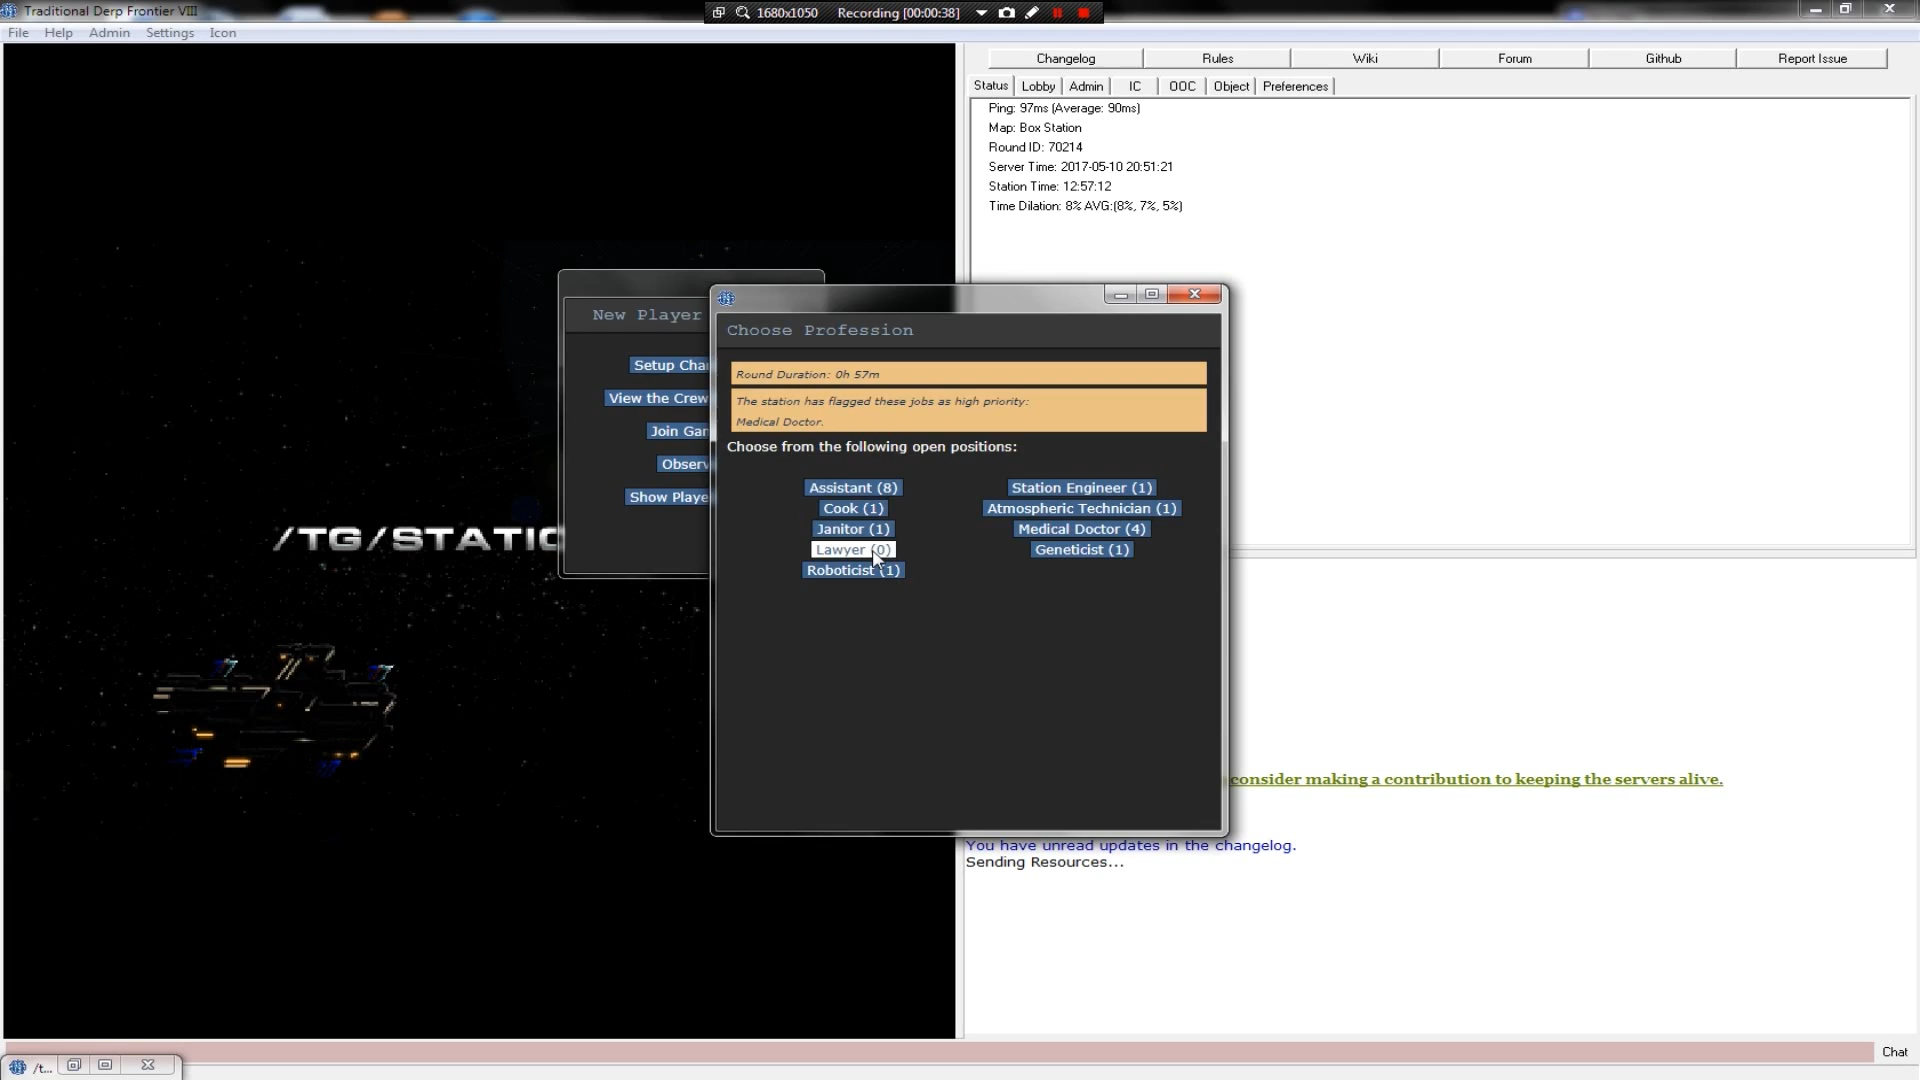 Traditional Derp Frontier VIII
1680x1050 Recording [00:00:38]
File Help Admin Settings Icon
Changelog Rules Wiki Forum Github Report Issue
Status Lobby Admin IC OOC Object Preferences
Ping: 97ms (Average: 90ms)
Map: Box Station
Round ID: 70214
Server Time: 2017-05-10 20:51:21
Station Time: 12:57:12
Time Dilation: 8% AVG:(8%, 7%, 5%)
New Player
Setup Cha
View the Crew
Join Ga
Observ
Show Playe
/TG/STATIO
Choose Profession
Round Duration: 0h 57m
The station has flagged these jobs as high priority:
Medical Doctor.
Choose from the following open positions:
Assistant (8)
Cook (1)
Janitor (1)
Lawyer (0)
Roboticist (1)
Station Engineer (1)
Atmospheric Technician (1)
Medical Doctor (4)
Geneticist (1)
consider making a contribution to keeping the servers alive.
You have unread updates in the changelog.
Sending Resources...
Chat
/t...